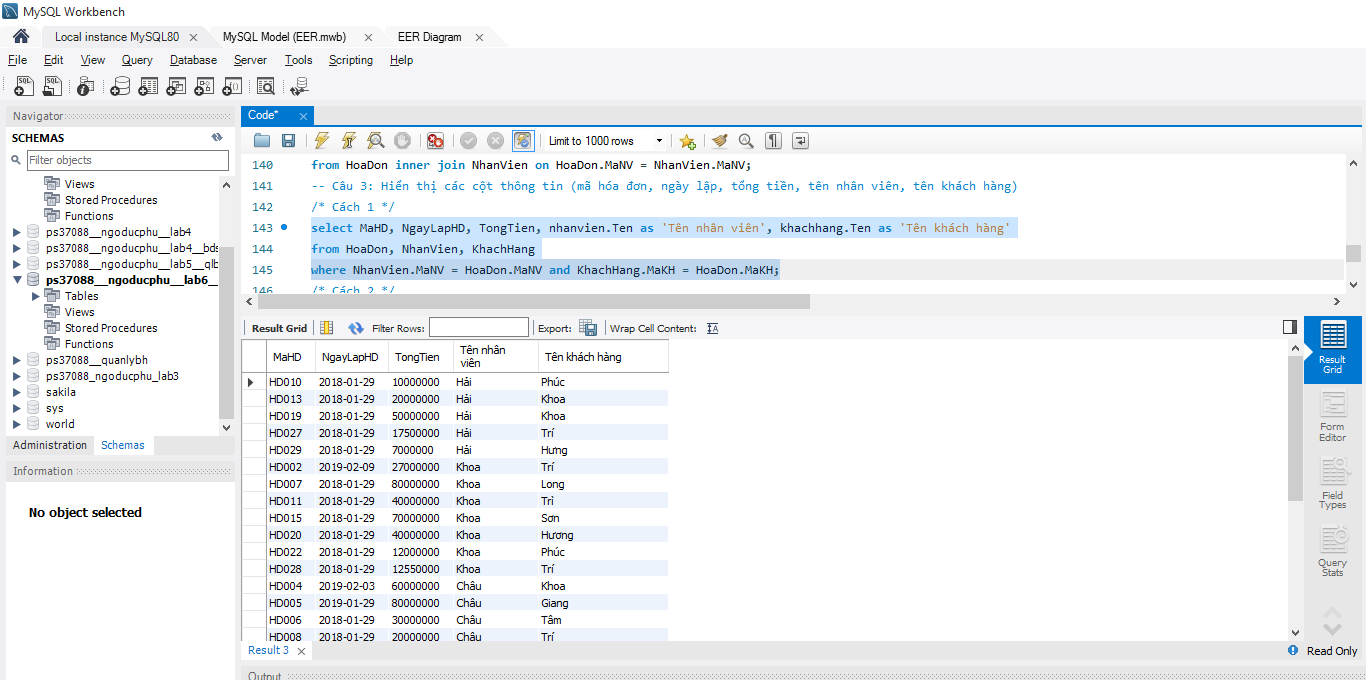 MySQL Workbench
Local instance MySQL80 MySQL Model (EER.mwb) EER Diagram
File Edit View Query Database Server Tools Scripting Help
Navigator
SCHEMAS
Filter objects
Views
Stored Procedures
Functions
ps37088__ngoducphu__lab4
ps37088__ngoducphu__lab4__bds
ps37088__ngoducphu__lab5__qlb
ps37088__ngoducphu__lab6__
Tables
Views
Stored Procedures
Functions
ps37088__quanlybh
ps37088_ngoducphu_lab3
sakila
sys
world
Administration Schemas
Information
No object selected
Code*
Limit to 1000 rows
140 from HoaDon inner join NhanVien on HoaDon.MaNV = NhanVien.MaNV;
141 -- Câu 3: Hiển thị các cột thông tin (mã hóa đơn, ngày lập, tổng tiền, tên nhân viên, tên khách hàng)
142 /* Cách 1 */
143 select MaHD, NgayLapHD, TongTien, nhanvien.Ten as 'Tên nhân viên', khachhang.Ten as 'Tên khách hàng'
144 from HoaDon, NhanVien, KhachHang
145 where NhanVien.MaNV = HoaDon.MaNV and KhachHang.MaKH = HoaDon.MaKH;
146 /* Cách 2 */
Result Grid Filter Rows: Export: Wrap Cell Content:
MaHD NgayLapHD TongTien Tên nhân viên Tên khách hàng
HD010 2018-01-29 10000000 Hải Phúc
HD013 2018-01-29 20000000 Hải Khoa
HD019 2018-01-29 50000000 Hải Khoa
HD027 2018-01-29 17500000 Hải Trí
HD029 2018-01-29 7000000 Hải Hưng
HD002 2019-02-09 27000000 Khoa Trí
HD007 2018-01-29 80000000 Khoa Long
HD011 2018-01-29 40000000 Khoa Trì
HD015 2018-01-29 70000000 Khoa Sơn
HD020 2018-01-29 40000000 Khoa Hương
HD022 2018-01-29 12000000 Khoa Phúc
HD028 2018-01-29 12550000 Khoa Trí
HD004 2019-02-03 60000000 Châu Khoa
HD005 2019-01-29 80000000 Châu Giang
HD006 2018-01-29 30000000 Châu Tâm
HD008 2018-01-29 20000000 Châu Trí
Result Grid
Form Editor
Field Types
Query Stats
Result 3
Read Only
Output